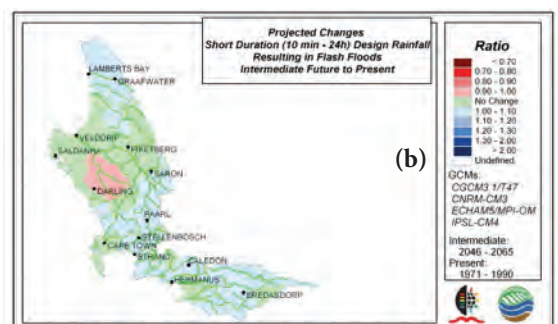 Projected Changes
Short Duration (10 min - 24h) Design Rainfall
Resulting in Flash Floods
Intermediate Future to Present
LAMBERTS BAY
GRAAFWATER
VELDDRIF
PIKETBERG
SALDANHA
SARON
DARLING
PAARL
STELLENBOSCH
CAPE TOWN
STRAND
CALEDON
HERMANUS
BREDASDORP
(b)
Ratio
< 0.70
0.70 - 0.80
0.80 - 0.90
0.90 - 1.00
No Change
1.00 - 1.10
1.10 - 1.20
1.20 - 1.30
1.30 - 2.00
> 2.00
Undefined
GCMs:
CGCM3.1/T47
CNRM-CM3
ECHAM5/MPI-OM
IPSL-CM4
Intermediate:
2046 - 2065
Present:
1971 - 1990